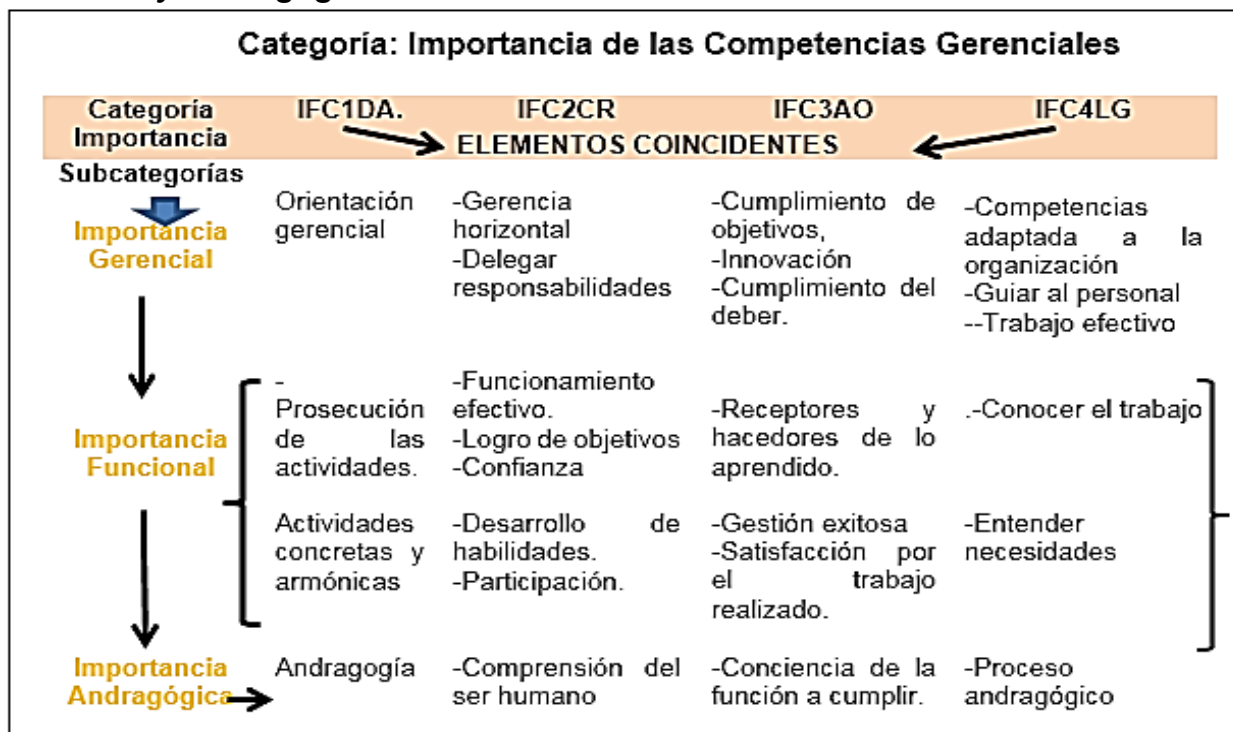 Categoría: Importancia de las Competencias Gerenciales
Categoría Importancia
IFC1DA.
IFC2CR
IFC3AO
IFC4LG
ELEMENTOS COINCIDENTES
Subcategorías
Importancia
Gerencial
Orientación
gerencial
-Gerencia
horizontal
-Delegar
responsabilidades
-Cumplimiento de
objetivos,
-Innovación
-Cumplimiento del
deber.
-Competencias
adaptada a la
organización
-Guiar al personal
--Trabajo efectivo
Importancia
Funcional
-
Prosecución
de las
actividades.
-Funcionamiento
efectivo.
-Logro de objetivos
-Confianza
-Receptores y
hacedores de lo
aprendido.
.-Conocer el trabajo
Actividades
concretas y
armónicas
-Desarrollo de
habilidades.
-Participación.
-Gestión exitosa
-Satisfacción por
el trabajo
realizado.
-Entender
necesidades
Importancia
Andragógica
Andragogía
-Comprensión del
ser humano
-Conciencia de la
función a cumplir.
-Proceso
andragógico